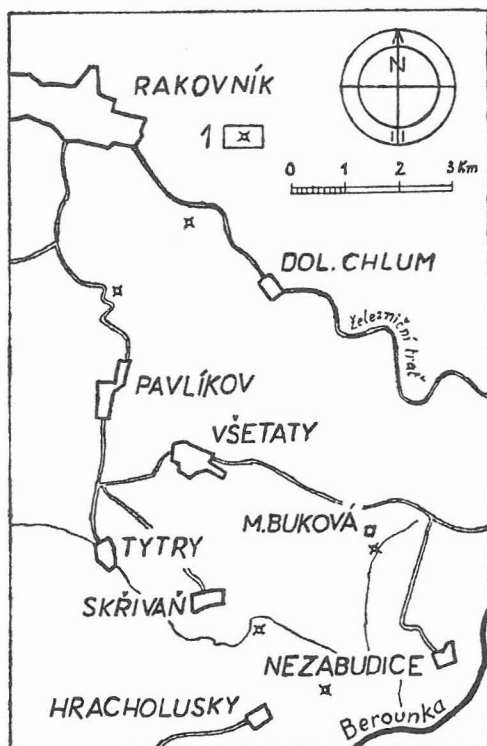 RAKOVNÍK
N
1
0 1 2 3 Km
DOL. CHLUM
železniční trať
PAVLÍKOV
VŠETATY
M.BUKOVÁ
TYTRY
SKŘIVAŇ
NEZABUDICE
HRACHOLUSKY
Berounka